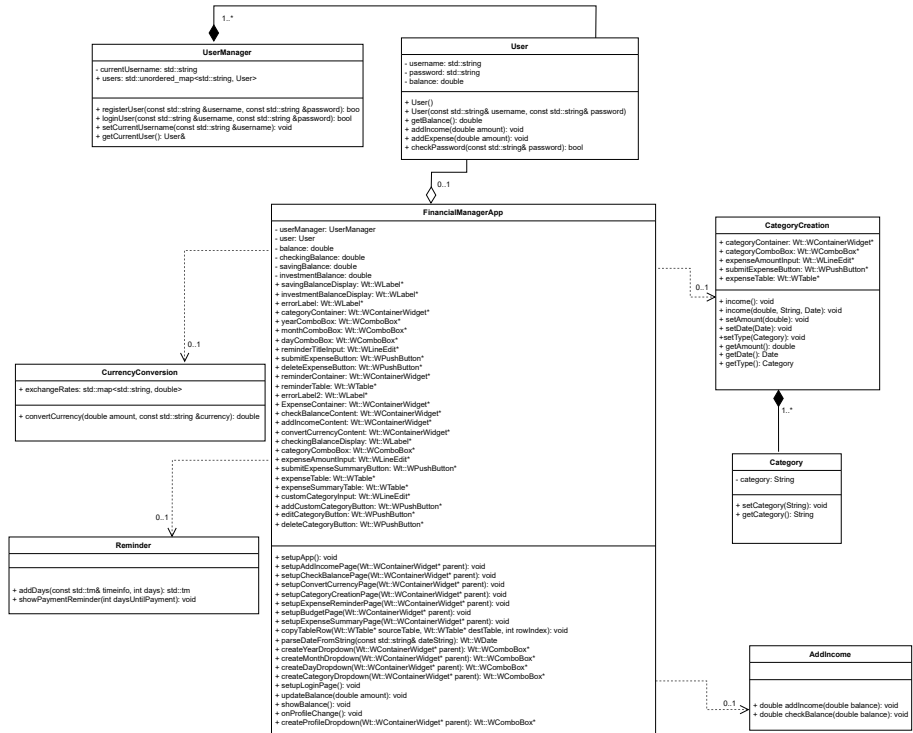 1..*
UserManager
- currentUsername: std::string
+ users: std::unordered_map<std::string, User>
+ registerUser(const std::string &username, const std::string &password): boo
+ loginUser(const std::string &username, const std::string &password): bool
+ setCurrentUsername(const std::string &username): void
+ getCurrentUser(): User&
User
- username: std::string
- password: std::string
- balance: double
+ User()
+ User(const std::string& username, const std::string& password)
+ getBalance(): double
+ addIncome(double amount): void
+ addExpense(double amount): void
+ checkPassword(const std::string& password): bool
0..1
FinancialManagerApp
- userManager: UserManager
- user: User
- balance: double
- checkingBalance: double
- savingBalance: double
- investmentBalance: double
+ savingBalanceDisplay: Wt::WLabel*
+ investmentBalanceDisplay: Wt::WLabel*
+ errorLabel: Wt::WLabel*
+ categoryContainer: Wt::WContainerWidget*
+ yearComboBox: Wt::WComboBox*
+ monthComboBox: Wt::WComboBox*
+ dayComboBox: Wt::WComboBox*
+ reminderTitleInput: Wt::WLineEdit*
+ submitExpenseButton: Wt::WPushButton*
+ deleteExpenseButton: Wt::WPushButton*
+ reminderContainer: Wt::WContainerWidget*
+ reminderTable: Wt::WTable*
+ errorLabel2: Wt::WLabel*
+ ExpenseContainer: Wt::WContainerWidget*
+ checkBalanceContent: Wt::WContainerWidget*
+ addIncomeContent: Wt::WContainerWidget*
+ convertCurrencyContent: Wt::WContainerWidget*
+ checkingBalanceDisplay: Wt::WLabel*
+ categoryComboBox: Wt::WComboBox*
+ expenseAmountInput: Wt::WLineEdit*
+ submitExpenseSummaryButton: Wt::WPushButton*
+ expenseTable: Wt::WTable*
+ expenseSummaryTable: Wt::WTable*
+ customCategoryInput: Wt::WLineEdit*
+ addCustomCategoryButton: Wt::WPushButton*
+ editCategoryButton: Wt::WPushButton*
+ deleteCategoryButton: Wt::WPushButton*
+ setupApp(): void
+ setupAddIncomePage(Wt::WContainerWidget* parent): void
+ setupCheckBalancePage(Wt::WContainerWidget* parent): void
+ setupConvertCurrencyPage(Wt::WContainerWidget* parent): void
+ setupCategoryCreationPage(Wt::WContainerWidget* parent): void
+ setupExpenseReminderPage(Wt::WContainerWidget* parent): void
+ setupBudgetPage(Wt::WContainerWidget* parent): void
+ setupExpenseSummaryPage(Wt::WContainerWidget* parent): void
+ copyTableRow(Wt::WTable* sourceTable, Wt::WTable* destTable, int rowIndex): void
+ parseDateFromString(const std::string& dateString): Wt::WDate
+ createYearDropdown(Wt::WContainerWidget* parent): Wt::WComboBox*
+ createMonthDropdown(Wt::WContainerWidget* parent): Wt::WComboBox*
+ createDayDropdown(Wt::WContainerWidget* parent): Wt::WComboBox*
+ createCategoryDropdown(Wt::WContainerWidget* parent): Wt::WComboBox*
+ setupLoginPage(): void
+ updateBalance(double amount): void
+ showBalance(): void
+ onProfileChange(): void
+ createProfileDropdown(Wt::WContainerWidget* parent): Wt::WComboBox*
0..1
CurrencyConversion
+ exchangeRates: std::map<std::string, double>
+ convertCurrency(double amount, const std::string &currency): double
0..1
Reminder
+ addDays(const std::tm& timeinfo, int days): std::tm
+ showPaymentReminder(int daysUntilPayment): void
0..1
CategoryCreation
+ categoryContainer: Wt::WContainerWidget*
+ categoryComboBox: Wt::WComboBox*
+ expenseAmountInput: Wt::WLineEdit*
+ submitExpenseButton: Wt::WPushButton*
+ expenseTable: Wt::WTable*
+ income(): void
+ income(double, String, Date): void
+ setAmount(double): void
+ setDate(Date): void
+setType(Category): void
+ getAmount(): double
+ getDate(): Date
+ getType(): Category
1..*
Category
- category: String
+ setCategory(String): void
+ getCategory(): String
0..1
AddIncome
+ double addIncome(double balance): void
+ double checkBalance(double balance): void